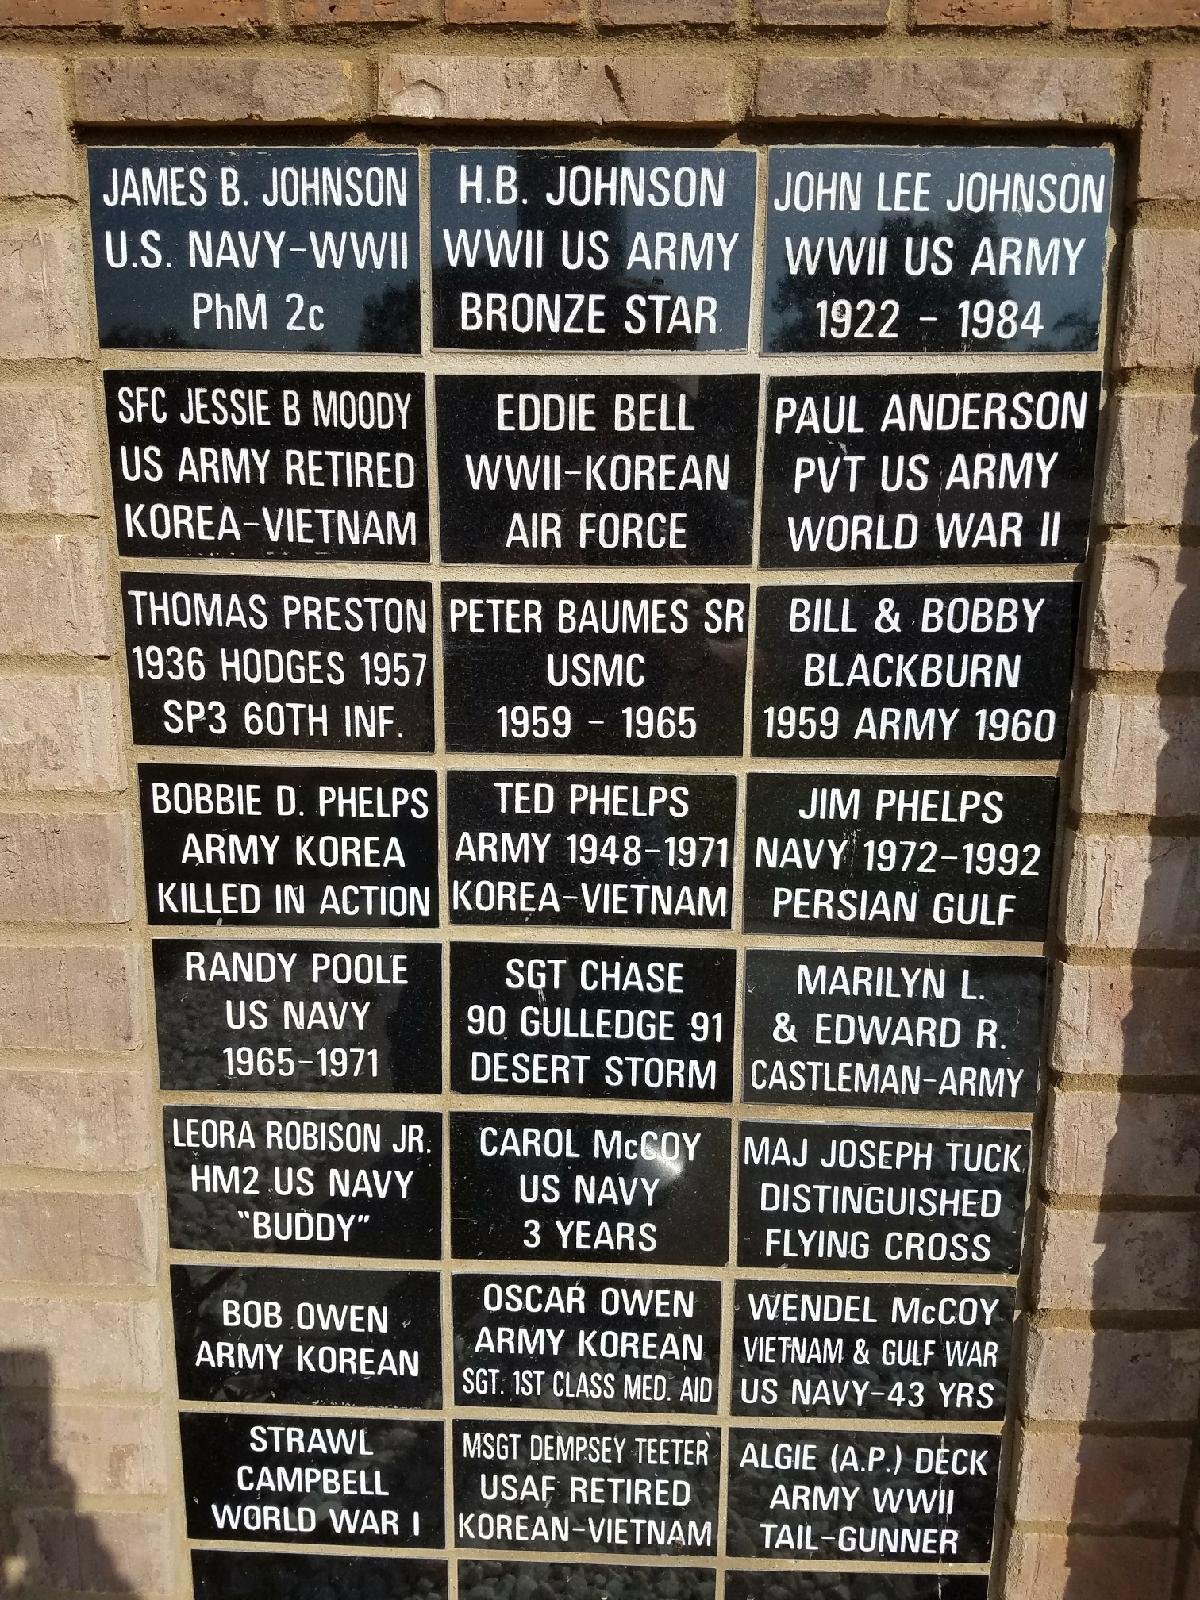 JAMES B. JOHNSON
U.S. NAVY-WWII
PhM 2c
H.B. JOHNSON
WWII US ARMY
BRONZE STAR
JOHN LEE JOHNSON
WWII US ARMY
1922 - 1984
SFC JESSIE B MOODY
US ARMY RETIRED
KOREA-VIETNAM
EDDIE BELL
WWII-KOREAN
AIR FORCE
PAUL ANDERSON
PVT US ARMY
WORLD WAR II
THOMAS PRESTON
1936 HODGES 1957
SP3 60TH INF.
PETER BAUMES SR
USMC
1959 - 1965
BILL & BOBBY
BLACKBURN
1959 ARMY 1960
BOBBIE D. PHELPS
ARMY KOREA
KILLED IN ACTION
TED PHELPS
ARMY 1948-1971
KOREA-VIETNAM
JIM PHELPS
NAVY 1972-1992
PERSIAN GULF
RANDY POOLE
US NAVY
1965-1971
SGT CHASE
90 GULLEDGE 91
DESERT STORM
MARILYN L.
& EDWARD R.
CASTLEMAN-ARMY
LEORA ROBISON JR.
HM2 US NAVY
"BUDDY"
CAROL McCOY
US NAVY
3 YEARS
MAJ JOSEPH TUCK
DISTINGUISHED
FLYING CROSS
BOB OWEN
ARMY KOREAN
OSCAR OWEN
ARMY KOREAN
SGT. 1ST CLASS MED. AID
WENDEL McCOY
VIETNAM & GULF WAR
US NAVY-43 YRS
STRAWL
CAMPBELL
WORLD WAR I
MSGT DEMPSEY TEETER
USAF RETIRED
KOREAN-VIETNAM
ALGIE (A.P.) DECK
ARMY WWII
TAIL-GUNNER